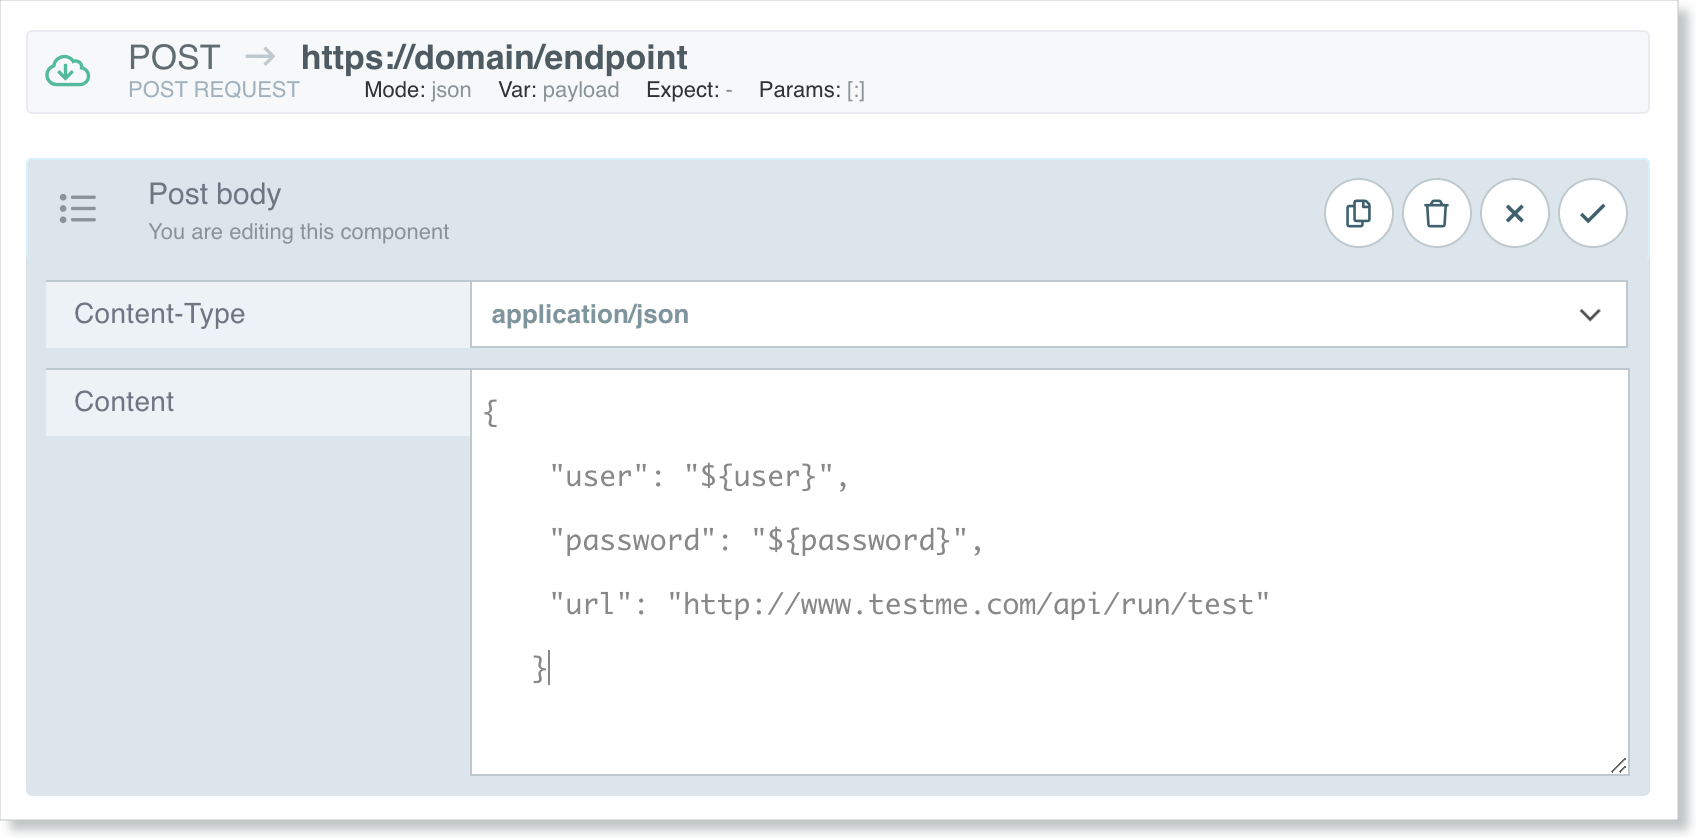 POST → https://domain/endpoint
POST REQUEST Mode: json Var: payload Expect: - Params: [:]
Post body
You are editing this component
Content-Type application/json
Content
{
"user": "${user}",
"password": "${password}",
"url": "http://www.testme.com/api/run/test"
}